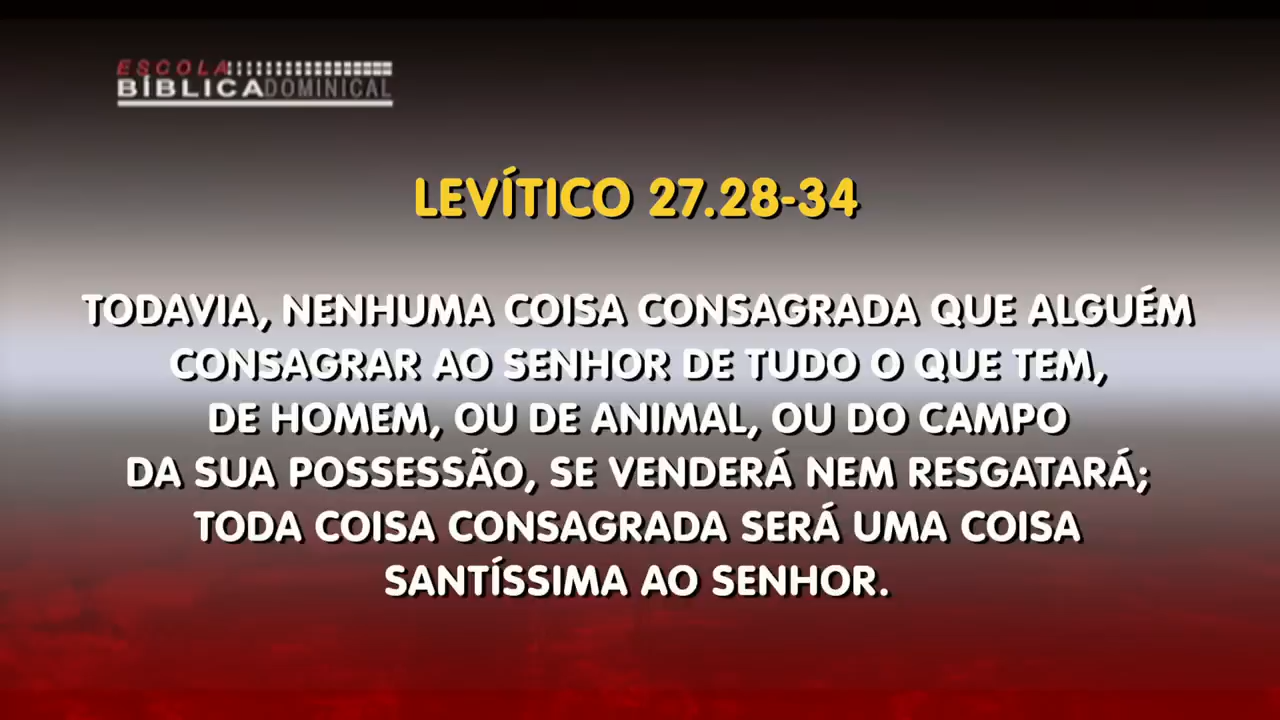 ESCOLA
BÍBLICADOMINICAL
LEVÍTICO 27.28-34
TODAVIA, NENHUMA COISA CONSAGRADA QUE ALGUÉM
CONSAGRAR AO SENHOR DE TUDO O QUE TEM,
DE HOMEM, OU DE ANIMAL, OU DO CAMPO
DA SUA POSSESSÃO, SE VENDERÁ NEM RESGATARÁ;
TODA COISA CONSAGRADA SERÁ UMA COISA
SANTÍSSIMA AO SENHOR.